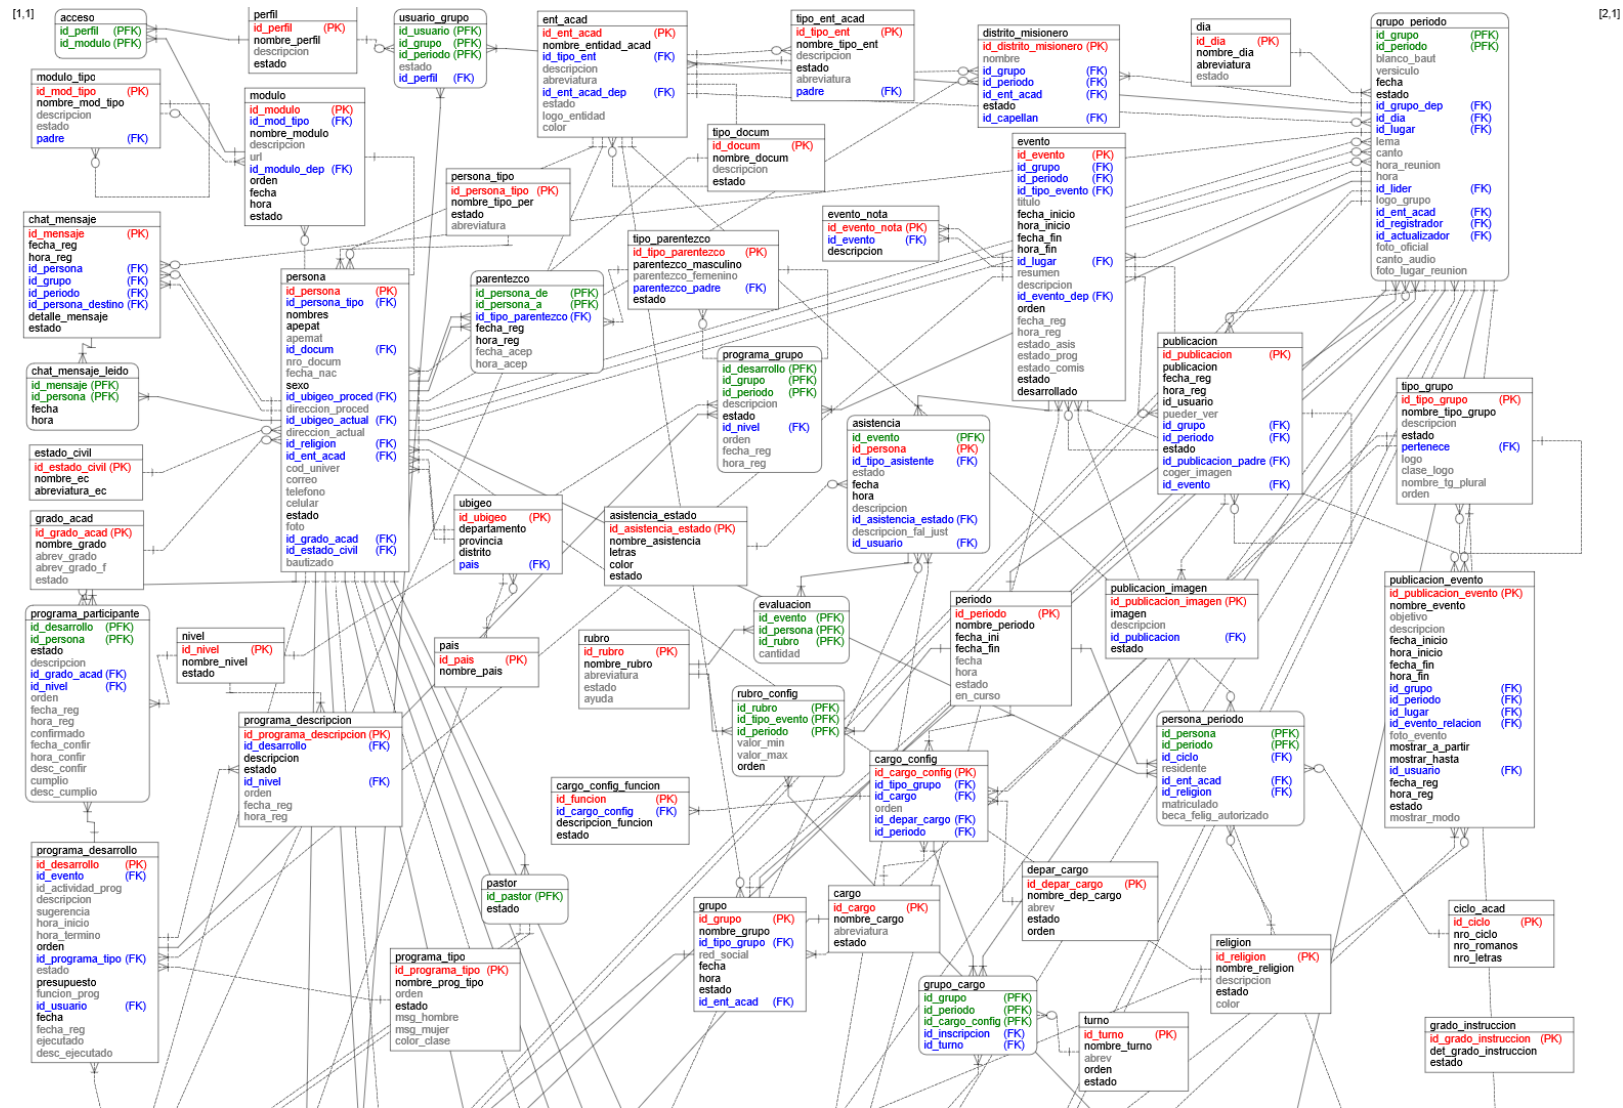 [1,1]
[2,1]
acceso
id_perfil (PFK)
id_modulo (PFK)
perfil
id_perfil (PK)
nombre_perfil
descripcion
estado
usuario_grupo
id_usuario (PFK)
id_grupo (PFK)
id_periodo (PFK)
estado
id_perfil (FK)
ent_acad
id_ent_acad (PK)
nombre_entidad_acad
id_tipo_ent (FK)
descripcion
abreviatura
id_ent_acad_dep (FK)
estado
logo_entidad
color
tipo_ent_acad
id_tipo_ent (PK)
nombre_tipo_ent
descripcion
estado
abreviatura
padre (FK)
distrito_misionero
id_distrito_misionero (PK)
nombre
id_grupo (FK)
id_periodo (FK)
id_ent_acad (FK)
estado
id_capellan (FK)
dia
id_dia (PK)
nombre_dia
abreviatura
estado
grupo_periodo
id_grupo (PFK)
id_periodo (PFK)
blanco_baut
versiculo
fecha
estado
id_grupo_dep (FK)
id_dia (FK)
id_lugar (FK)
lema
canto
hora_reunion
hora
id_lider (FK)
logo_grupo
id_ent_acad (FK)
id_registrador (FK)
id_actualizador (FK)
foto_oficial
canto_audio
foto_lugar_reunion
modulo_tipo
id_mod_tipo (PK)
nombre_mod_tipo
descripcion
estado
padre (FK)
modulo
id_modulo (PK)
id_mod_tipo (FK)
nombre_modulo
descripcion
url
id_modulo_dep (FK)
orden
fecha
hora
estado
tipo_docum
id_docum (PK)
nombre_docum
descripcion
estado
evento
id_evento (PK)
id_grupo (FK)
id_periodo (FK)
id_tipo_evento (FK)
titulo
fecha_inicio
hora_inicio
fecha_fin
hora_fin
id_lugar (FK)
resumen
descripcion
id_evento_dep (FK)
orden
fecha_reg
hora_reg
estado_asis
estado_prog
estado_comis
estado
desarrollado
persona_tipo
id_persona_tipo (PK)
nombre_tipo_per
estado
abreviatura
chat_mensaje
id_mensaje (PK)
fecha_reg
hora_reg
id_persona (FK)
id_grupo (FK)
id_periodo (FK)
id_persona_destino (FK)
detalle_mensaje
estado
evento_nota
id_evento_nota (PK)
id_evento (FK)
descripcion
tipo_parentezco
id_tipo_parentezco (PK)
parentezco_masculino
parentezco_femenino
parentezco_padre (FK)
estado
persona
id_persona (PK)
id_persona_tipo (FK)
nombres
apepat
apemat
id_docum (FK)
nro_docum
fecha_nac
sexo
id_ubigeo_proced (FK)
direccion_proced
id_ubigeo_actual (FK)
direccion_actual
id_religion (FK)
id_ent_acad (FK)
cod_univer
correo
telefono
celular
estado
foto
id_grado_acad (FK)
id_estado_civil (FK)
bautizado
parentezco
id_persona_de (PFK)
id_persona_a (PFK)
id_tipo_parentezco (FK)
fecha_reg
hora_reg
fecha_acep
hora_acep
chat_mensaje_leido
id_mensaje (PFK)
id_persona (PFK)
fecha
hora
programa_grupo
id_desarrollo (PFK)
id_grupo (PFK)
id_periodo (PFK)
descripcion
estado
id_nivel (FK)
orden
fecha_reg
hora_reg
publicacion
id_publicacion (PK)
publicacion
fecha_reg
hora_reg
id_usuario
pueder_ver
id_grupo (FK)
id_periodo (FK)
estado
id_publicacion_padre (FK)
coger_imagen
id_evento (FK)
tipo_grupo
id_tipo_grupo (PK)
nombre_tipo_grupo
descripcion
estado
pertenece (FK)
logo
clase_logo
nombre_tg_plural
orden
asistencia
id_evento (PFK)
id_persona (PK)
id_tipo_asistente (FK)
estado
fecha
hora
descripcion
id_asistencia_estado (FK)
descripcion_fal_just
id_usuario (FK)
estado_civil
id_estado_civil (PK)
nombre_ec
abreviatura_ec
grado_acad
id_grado_acad (PK)
nombre_grado
abrev_grado
abrev_grado_f
estado
ubigeo
id_ubigeo (PK)
departamento
provincia
distrito
pais (FK)
asistencia_estado
id_asistencia_estado (PK)
nombre_asistencia
letras
color
estado
publicacion_evento
id_publicacion_evento (PK)
nombre_evento
objetivo
descripcion
fecha_inicio
hora_inicio
fecha_fin
hora_fin
id_grupo (FK)
id_periodo (FK)
id_lugar (FK)
id_evento_relacion (FK)
foto_evento
mostrar_a_partir
mostrar_hasta
id_usuario (FK)
fecha_reg
hora_reg
estado
mostrar_modo
publicacion_imagen
id_publicacion_imagen (PK)
imagen
descripcion
id_publicacion (FK)
estado
periodo
id_periodo (PK)
nombre_periodo
fecha_ini
fecha_fin
fecha
hora
estado
en_curso
evaluacion
id_evento (PFK)
id_persona (PFK)
id_rubro (PFK)
cantidad
programa_participante
id_desarrollo (PFK)
id_persona (PFK)
estado
descripcion
id_grado_acad (FK)
id_nivel (FK)
orden
fecha_reg
hora_reg
confirmado
fecha_confir
hora_confir
desc_confir
cumplio
desc_cumplio
nivel
id_nivel (PK)
nombre_nivel
estado
pais
id_pais (PK)
nombre_pais
rubro
id_rubro (PK)
nombre_rubro
abreviatura
estado
ayuda
rubro_config
id_rubro (PFK)
id_tipo_evento (PFK)
id_periodo (PFK)
valor_min
valor_max
orden
programa_descripcion
id_programa_descripcion (PK)
id_desarrollo (FK)
descripcion
estado
id_nivel (FK)
orden
fecha_reg
hora_reg
persona_periodo
id_persona (PFK)
id_periodo (PFK)
id_ciclo (FK)
residente
id_ent_acad (FK)
id_religion (FK)
matriculado
beca_felig_autorizado
cargo_config
id_cargo_config (PK)
id_tipo_grupo (FK)
id_cargo (FK)
orden
id_depar_cargo (FK)
id_periodo (FK)
cargo_config_funcion
id_funcion (PK)
id_cargo_config (FK)
descripcion_funcion
estado
programa_desarrollo
id_desarrollo (PK)
id_evento (FK)
id_actividad_prog
descripcion
sugerencia
hora_inicio
hora_termino
orden
id_programa_tipo (FK)
estado
presupuesto
funcion_prog
id_usuario (FK)
fecha
fecha_reg
ejecutado
desc_ejecutado
pastor
id_pastor (PFK)
estado
depar_cargo
id_depar_cargo (PK)
nombre_dep_cargo
abrev
estado
orden
cargo
id_cargo (PK)
nombre_cargo
abreviatura
estado
grupo
id_grupo (PK)
nombre_grupo
id_tipo_grupo (FK)
red_social
fecha
hora
estado
id_ent_acad (FK)
ciclo_acad
id_ciclo (PK)
nro_ciclo
nro_romanos
nro_letras
religion
id_religion (PK)
nombre_religion
descripcion
estado
color
programa_tipo
id_programa_tipo (PK)
nombre_prog_tipo
orden
estado
msg_hombre
msg_mujer
color_clase
grupo_cargo
id_grupo (PFK)
id_periodo (PFK)
id_cargo_config (PFK)
id_inscripcion (FK)
id_turno (FK)
turno
id_turno (PK)
nombre_turno
abrev
orden
estado
grado_instruccion
id_grado_instruccion (PK)
det_grado_instruccion
estado